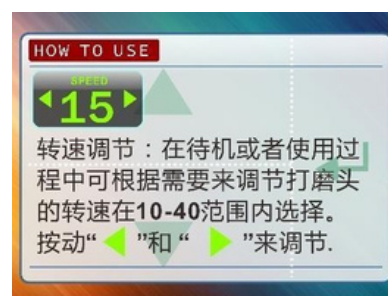 HOW TO USE
SPEED
15
转速调节：在待机或者使用过
程中可根据需要来调节打磨头
的转速在10-40范围内选择。
按动“◀”和“▶”来调节.